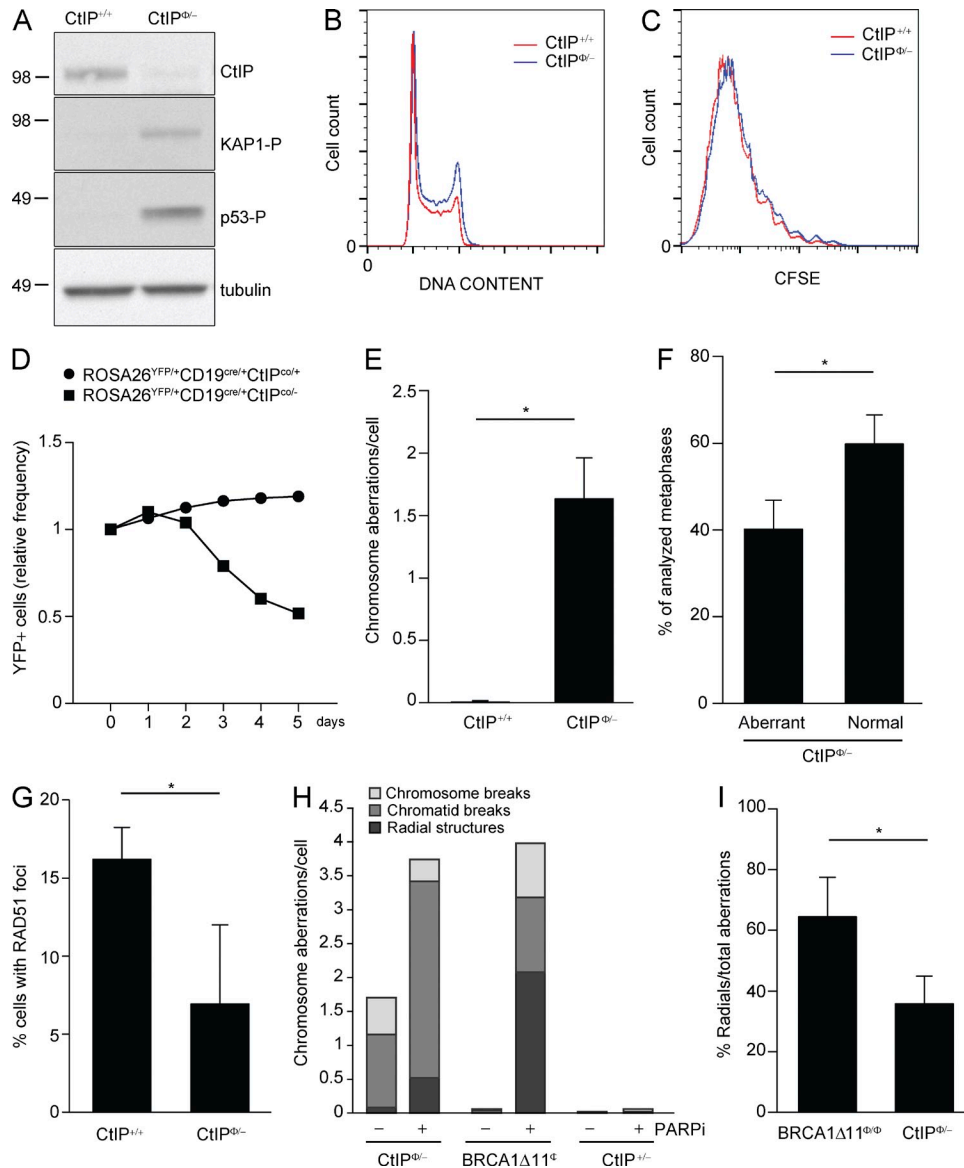 A
CtIP+/+ CtIPΦ/–
98
CtIP
98
KAP1-P
49
p53-P
49
tubulin
B
CtIP+/+
CtIPΦ/–
Cell count
0
0
DNA CONTENT
C
CtIP+/+
CtIPΦ/–
Cell count
0
CFSE
D
ROSA26YFP/+CD19cre/+CtIPco/+
ROSA26YFP/+CD19cre/+CtIPco/-
YFP+ cells (relative frequency)
1.5
1
0.5
0
0 1 2 3 4 5 days
E
Chromosome aberrations/cell
2.5
2
1.5
1
0.5
0
*
CtIP+/+ CtIPΦ/–
F
% of analyzed metaphases
80
60
40
20
0
*
Aberrant Normal
CtIPΦ/–
G
% cells with RAD51 foci
20
15
10
5
0
*
CtIP+/+ CtIPΦ/–
H
Chromosome breaks
Chromatid breaks
Radial structures
Chromosome aberrations/cell
4.5
4
3.5
3
2.5
2
1.5
1
0.5
0
– + – + – + PARPi
CtIPΦ/– BRCA1Δ11Φ CtIP+/–
I
% Radials/total aberrations
100
80
60
40
20
0
*
BRCA1Δ11Φ/Φ CtIPΦ/–